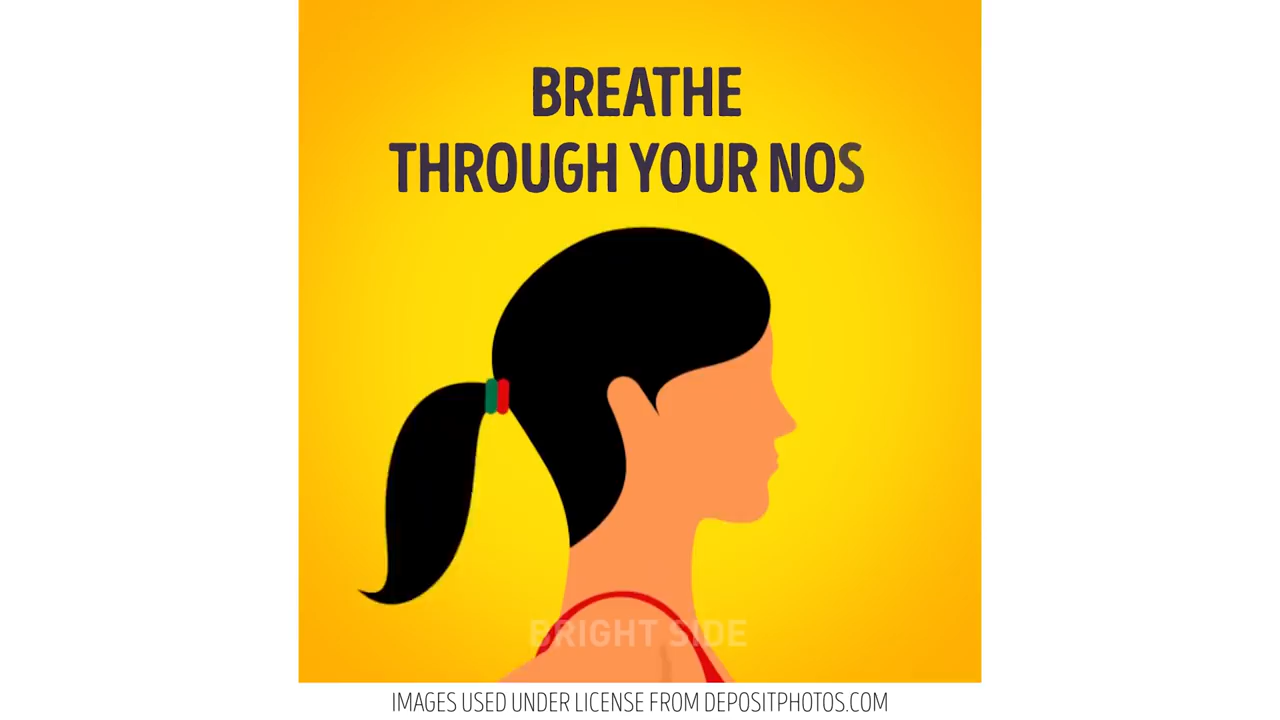 BREATHE
THROUGH YOUR NOS
BRIGHT SIDE
IMAGES USED UNDER LICENSE FROM DEPOSITPHOTOS.COM